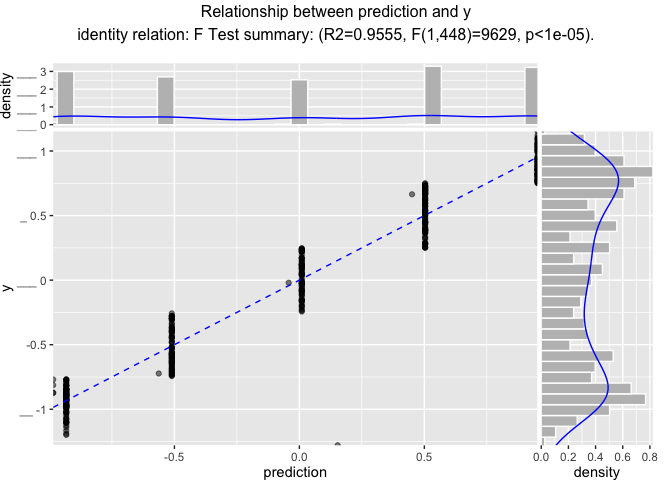 Relationship between prediction and y
identity relation: F Test summary: (R2=0.9555, F(1,448)=9629, p<1e-05).
density
3
2
1
0
y
1
0.5
0
-0.5
-1
-0.5
0.0
0.5
prediction
0.0
0.2
0.4
0.6
0.8
density